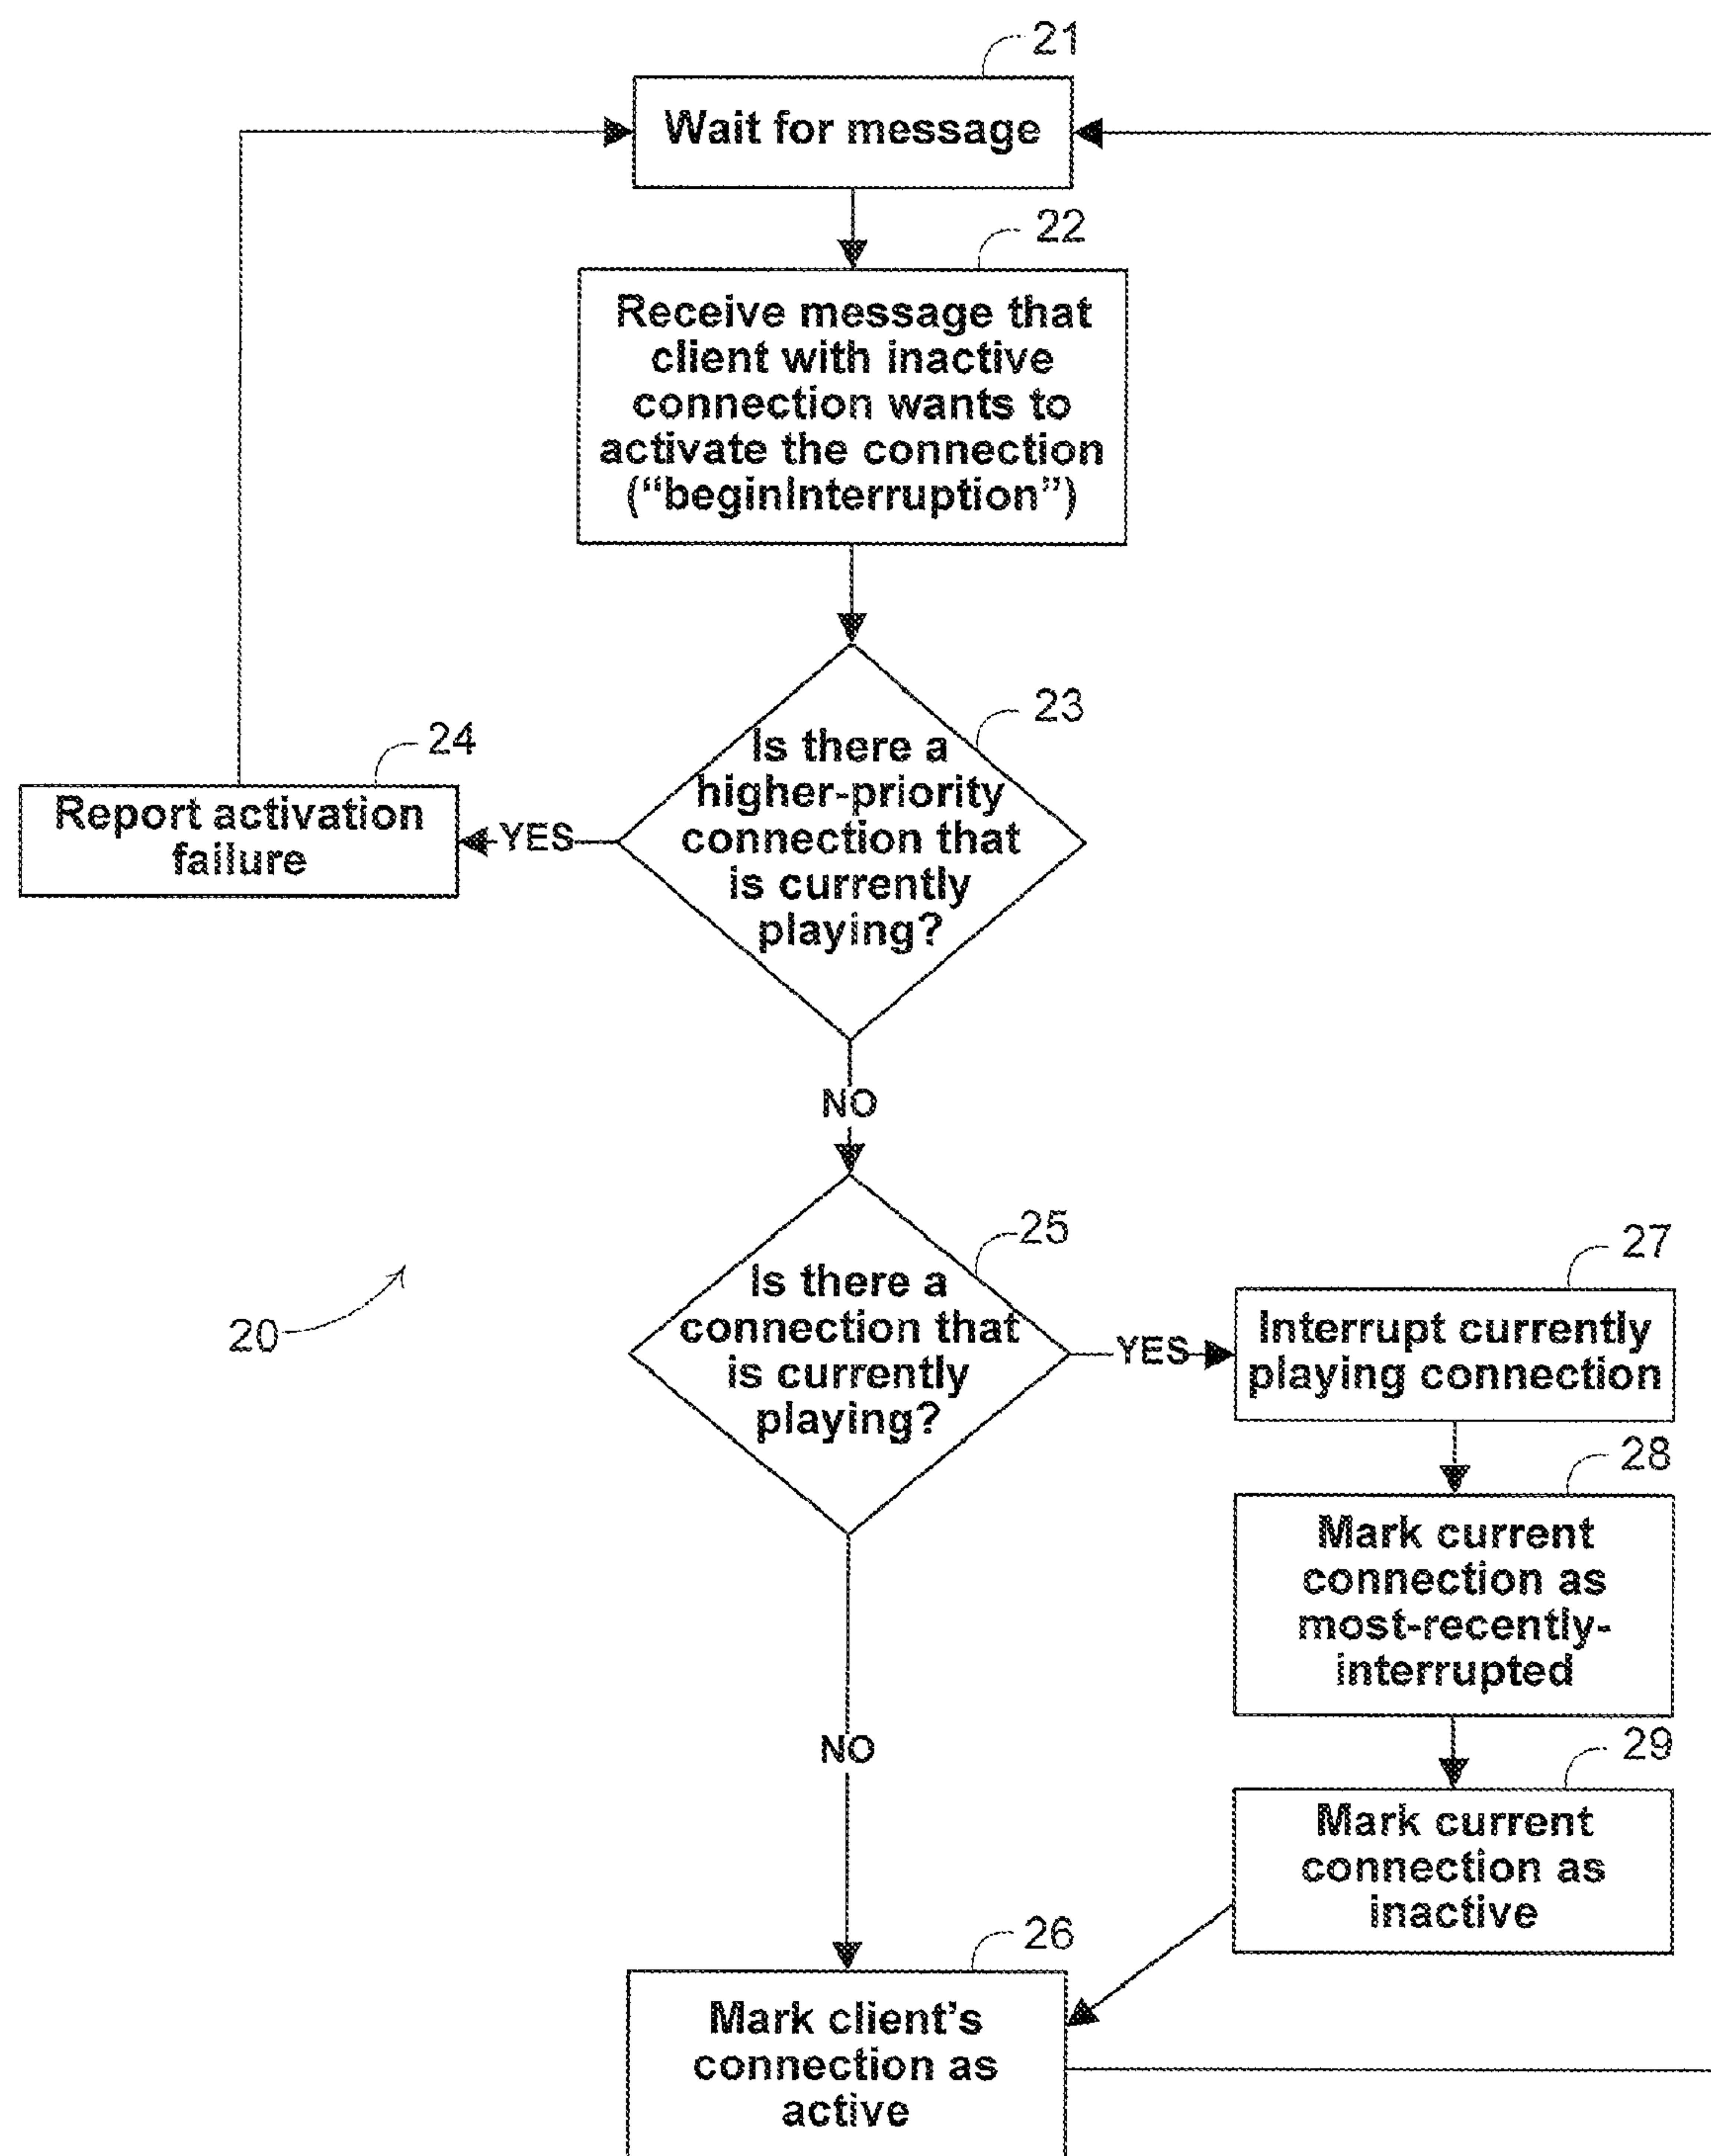 21
Wait for message
22
Receive message that
client with inactive
connection wants to
activate the connection
(“beginInterruption”)
23
Is there a
higher-priority
connection that
is currently
playing?
YES
24
Report activation
failure
NO
25
Is there a
connection that
is currently
playing?
YES
27
Interrupt currently
playing connection
28
Mark current
connection as
most-recently-
interrupted
29
Mark current
connection as
inactive
20
NO
26
Mark client’s
connection as
active